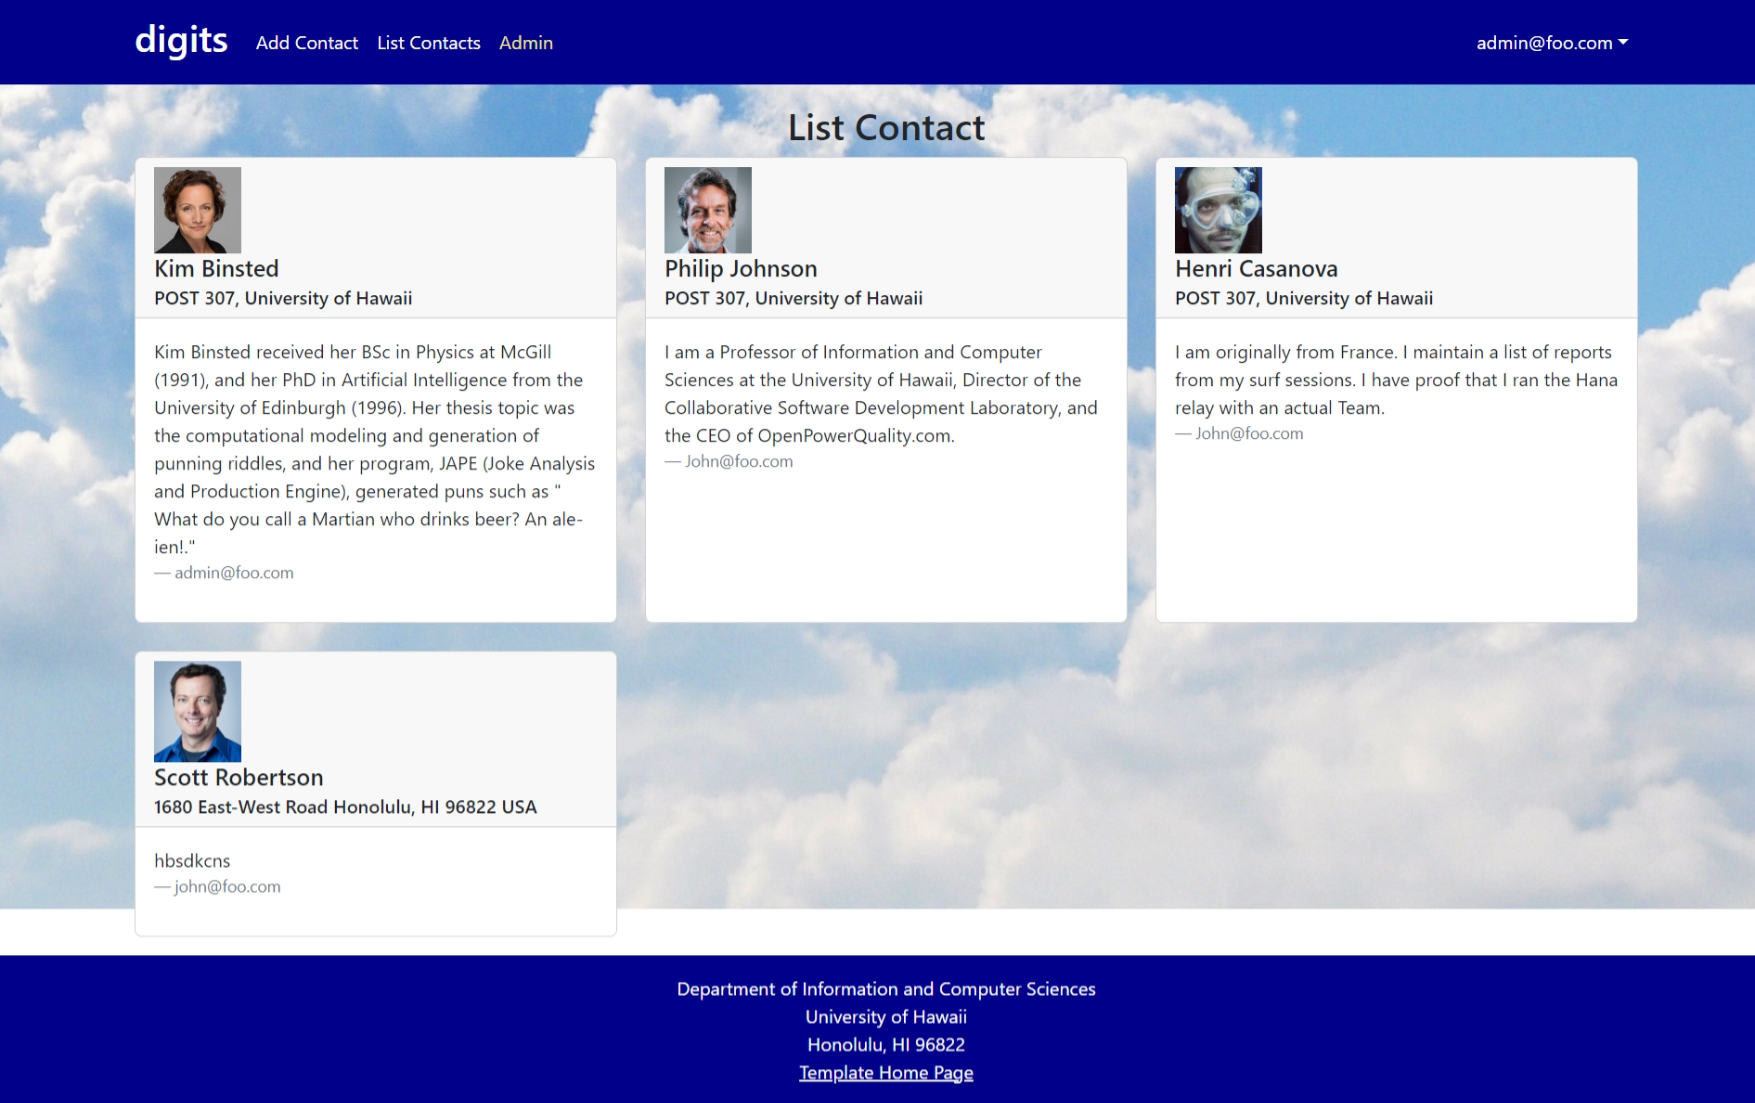 digits
Add Contact
List Contacts
Admin
admin@foo.com
List Contact
Kim Binsted
POST 307, University of Hawaii
Kim Binsted received her BSc in Physics at McGill
(1991), and her PhD in Artificial Intelligence from the
University of Edinburgh (1996). Her thesis topic was
the computational modeling and generation of
punning riddles, and her program, JAPE (Joke Analysis
and Production Engine), generated puns such as "
What do you call a Martian who drinks beer? An ale-
ien!."
— admin@foo.com
Philip Johnson
POST 307, University of Hawaii
I am a Professor of Information and Computer
Sciences at the University of Hawaii, Director of the
Collaborative Software Development Laboratory, and
the CEO of OpenPowerQuality.com.
— John@foo.com
Henri Casanova
POST 307, University of Hawaii
I am originally from France. I maintain a list of reports
from my surf sessions. I have proof that I ran the Hana
relay with an actual Team.
— John@foo.com
Scott Robertson
1680 East-West Road Honolulu, HI 96822 USA
hbsdkcns
— john@foo.com
Department of Information and Computer Sciences
University of Hawaii
Honolulu, HI 96822
Template Home Page